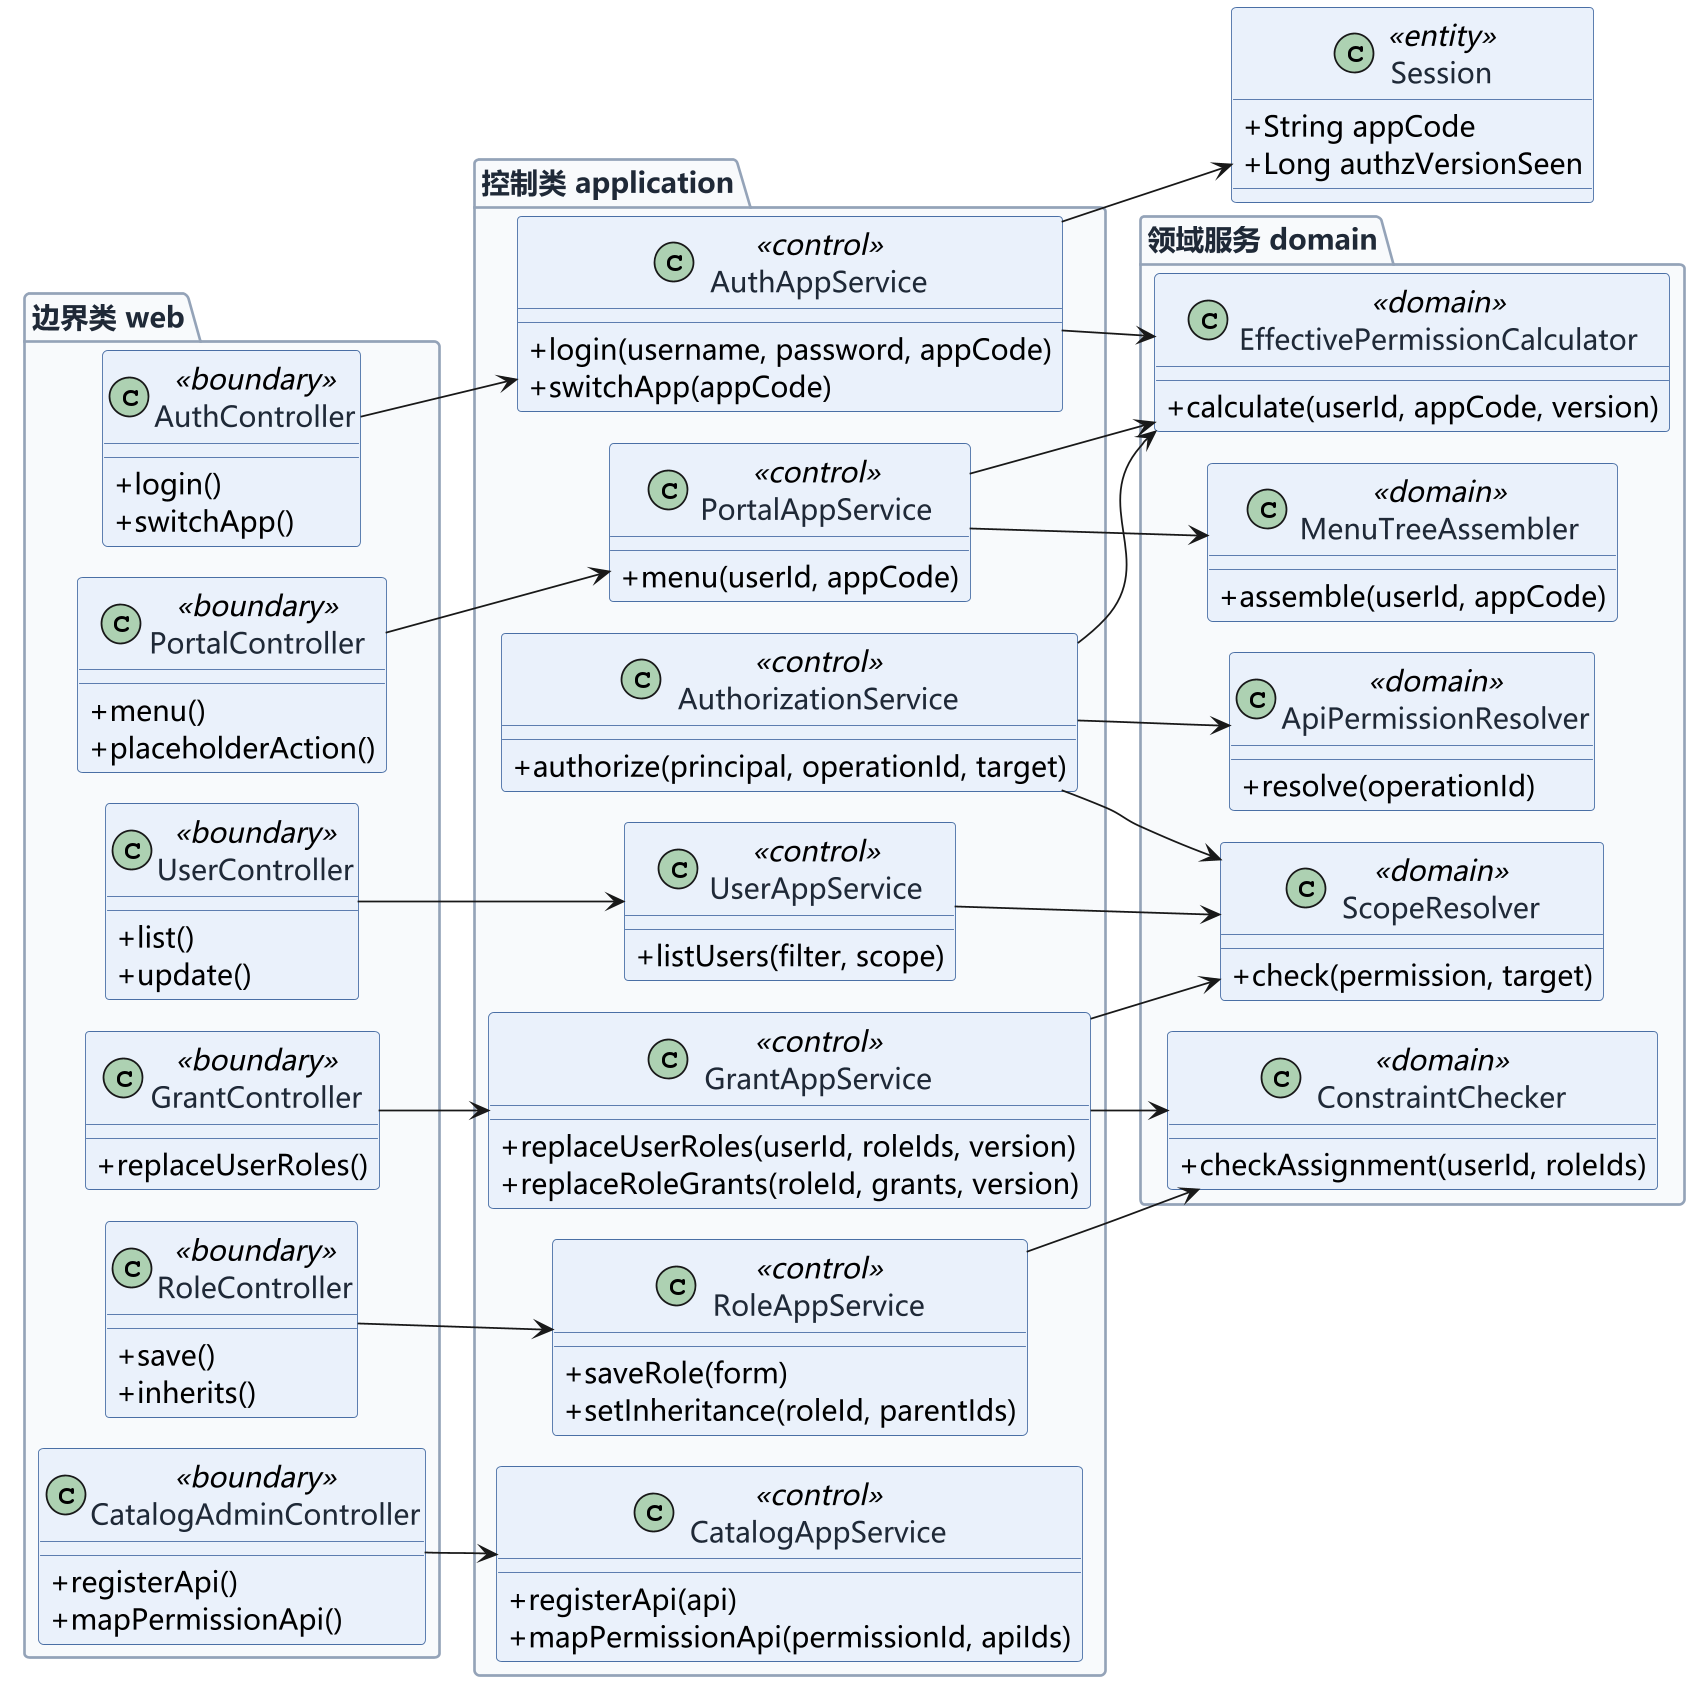 边界类 web
C
«boundary»
AuthController
+login()
+switchApp()
C
«boundary»
PortalController
+menu()
+placeholderAction()
C
«boundary»
UserController
+list()
+update()
C
«boundary»
GrantController
+replaceUserRoles()
C
«boundary»
RoleController
+save()
+inherits()
C
«boundary»
CatalogAdminController
+registerApi()
+mapPermissionApi()
控制类 application
C
«control»
AuthAppService
+login(username, password, appCode)
+switchApp(appCode)
C
«control»
PortalAppService
+menu(userId, appCode)
C
«control»
AuthorizationService
+authorize(principal, operationId, target)
C
«control»
UserAppService
+listUsers(filter, scope)
C
«control»
GrantAppService
+replaceUserRoles(userId, roleIds, version)
+replaceRoleGrants(roleId, grants, version)
C
«control»
RoleAppService
+saveRole(form)
+setInheritance(roleId, parentIds)
C
«control»
CatalogAppService
+registerApi(api)
+mapPermissionApi(permissionId, apiIds)
C
«entity»
Session
+String appCode
+Long authzVersionSeen
领域服务 domain
C
«domain»
EffectivePermissionCalculator
+calculate(userId, appCode, version)
C
«domain»
MenuTreeAssembler
+assemble(userId, appCode)
C
«domain»
ApiPermissionResolver
+resolve(operationId)
C
«domain»
ScopeResolver
+check(permission, target)
C
«domain»
ConstraintChecker
+checkAssignment(userId, roleIds)